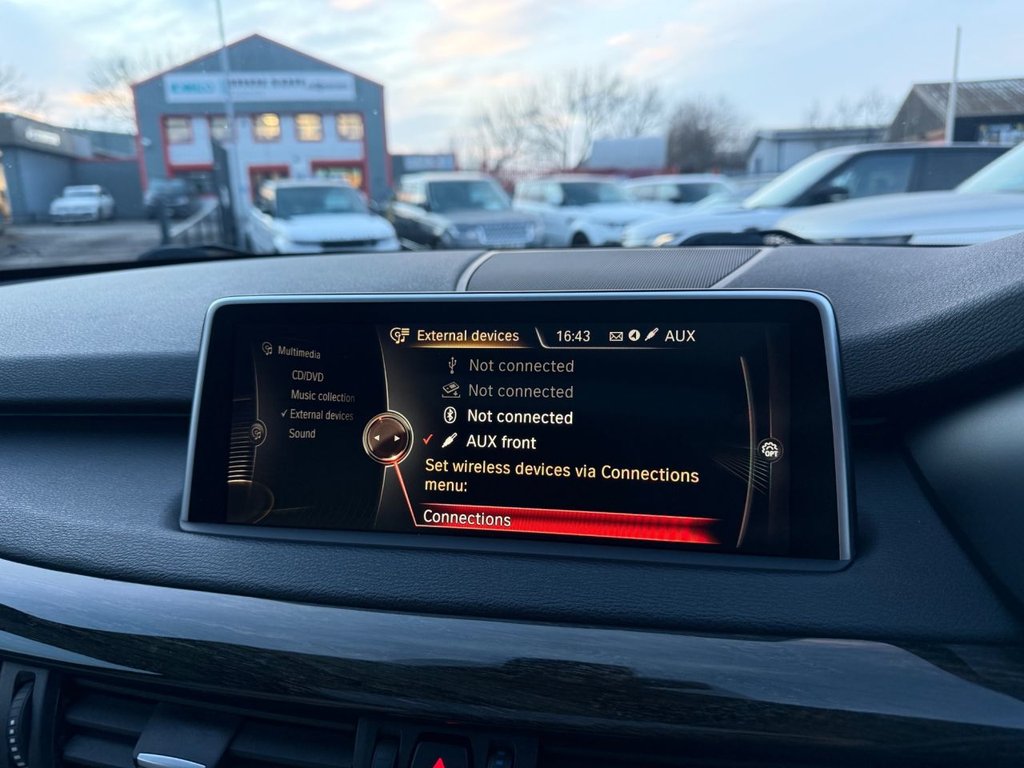 External devices
16:43
AUX
Multimedia
CD/DVD
Music collection
External devices
Sound
Not connected
Not connected
Not connected
AUX front
Set wireless devices via Connections
menu:
Connections
OPT